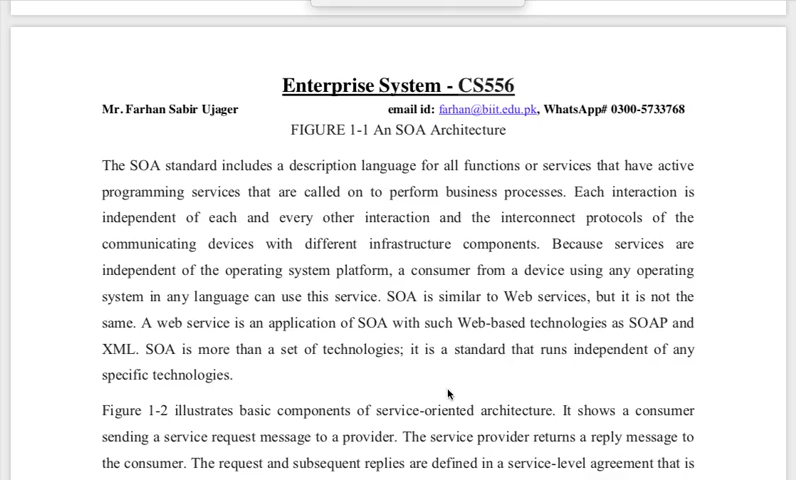 Enterprise System - CS556
Mr. Farhan Sabir Ujager email id: farhan@biit.edu.pk, WhatsApp# 0300-5733768
FIGURE 1-1 An SOA Architecture
The SOA standard includes a description language for all functions or services that have active
programming services that are called on to perform business processes. Each interaction is
independent of each and every other interaction and the interconnect protocols of the
communicating devices with different infrastructure components. Because services are
independent of the operating system platform, a consumer from a device using any operating
system in any language can use this service. SOA is similar to Web services, but it is not the
same. A web service is an application of SOA with such Web-based technologies as SOAP and
XML. SOA is more than a set of technologies; it is a standard that runs independent of any
specific technologies.
Figure 1-2 illustrates basic components of service-oriented architecture. It shows a consumer
sending a service request message to a provider. The service provider returns a reply message to
the consumer. The request and subsequent replies are defined in a service-level agreement that is